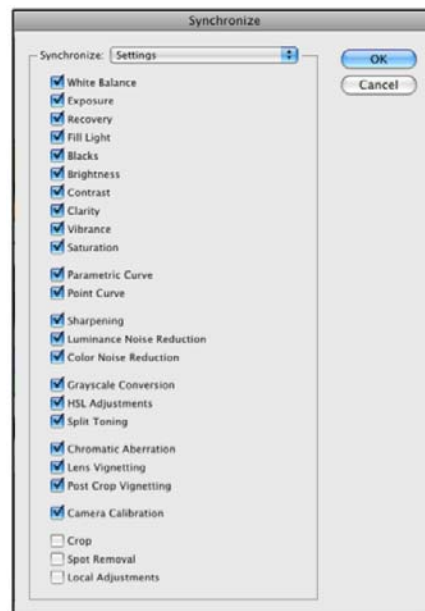 Synchronize
Synchronize: Settings
OK
Cancel
White Balance
Exposure
Recovery
Fill Light
Blacks
Brightness
Contrast
Clarity
Vibrance
Saturation
Parametric Curve
Point Curve
Sharpening
Luminance Noise Reduction
Color Noise Reduction
Grayscale Conversion
HSL Adjustments
Split Toning
Chromatic Aberration
Lens Vignetting
Post Crop Vignetting
Camera Calibration
Crop
Spot Removal
Local Adjustments